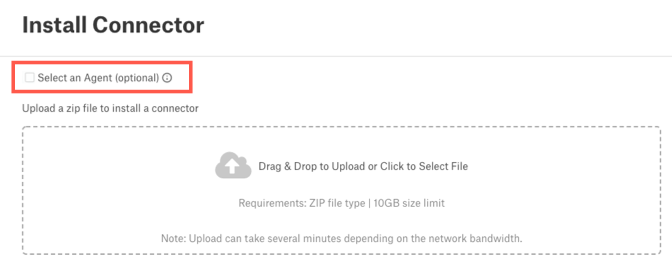 Install Connector
Select an Agent (optional)
Upload a zip file to install a connector
Drag & Drop to Upload or Click to Select File
Requirements: ZIP file type | 10GB size limit
Note: Upload can take several minutes depending on the network bandwidth.